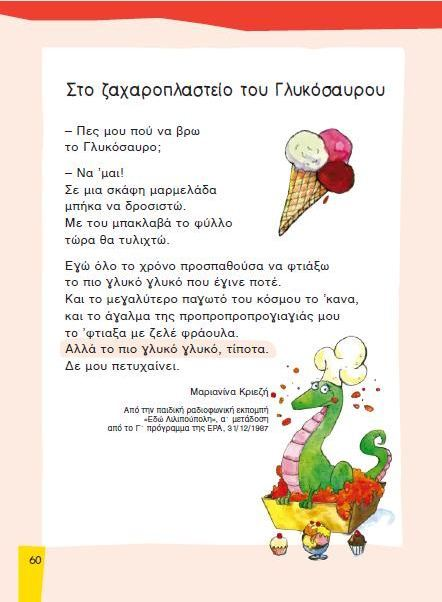 Στο ζαχαροπλαστείο του Γλυκόσαυρου
– Πες μου πού να βρω
το Γλυκόσαυρο;
– Να 'μαι!
Σε μια σκάφη μαρμελάδα
μπήκα να δροσιστώ.
Με του μπακλαβά το φύλλο
τώρα θα τυλιχτώ.
Εγώ όλο το χρόνο προσπαθούσα να φτιάξω
το πιο γλυκό γλυκό που έγινε ποτέ.
Και το μεγαλύτερο παγωτό του κόσμου το 'κανα,
και το άγαλμα της προπροπροπρογιαγιάς μου
το 'φτιαξα με ζελέ φράουλα.
Αλλά το πιο γλυκό γλυκό, τίποτα.
Δε μου πετυχαίνει.
Μαριανίνα Κριεζή
Από την παιδική ραδιοφωνική εκπομπή
«Εδώ Λιλιπούπολη», α΄ μετάδοση
από το Γ΄ πρόγραμμα της ΕΡΑ, 31/12/1987
60